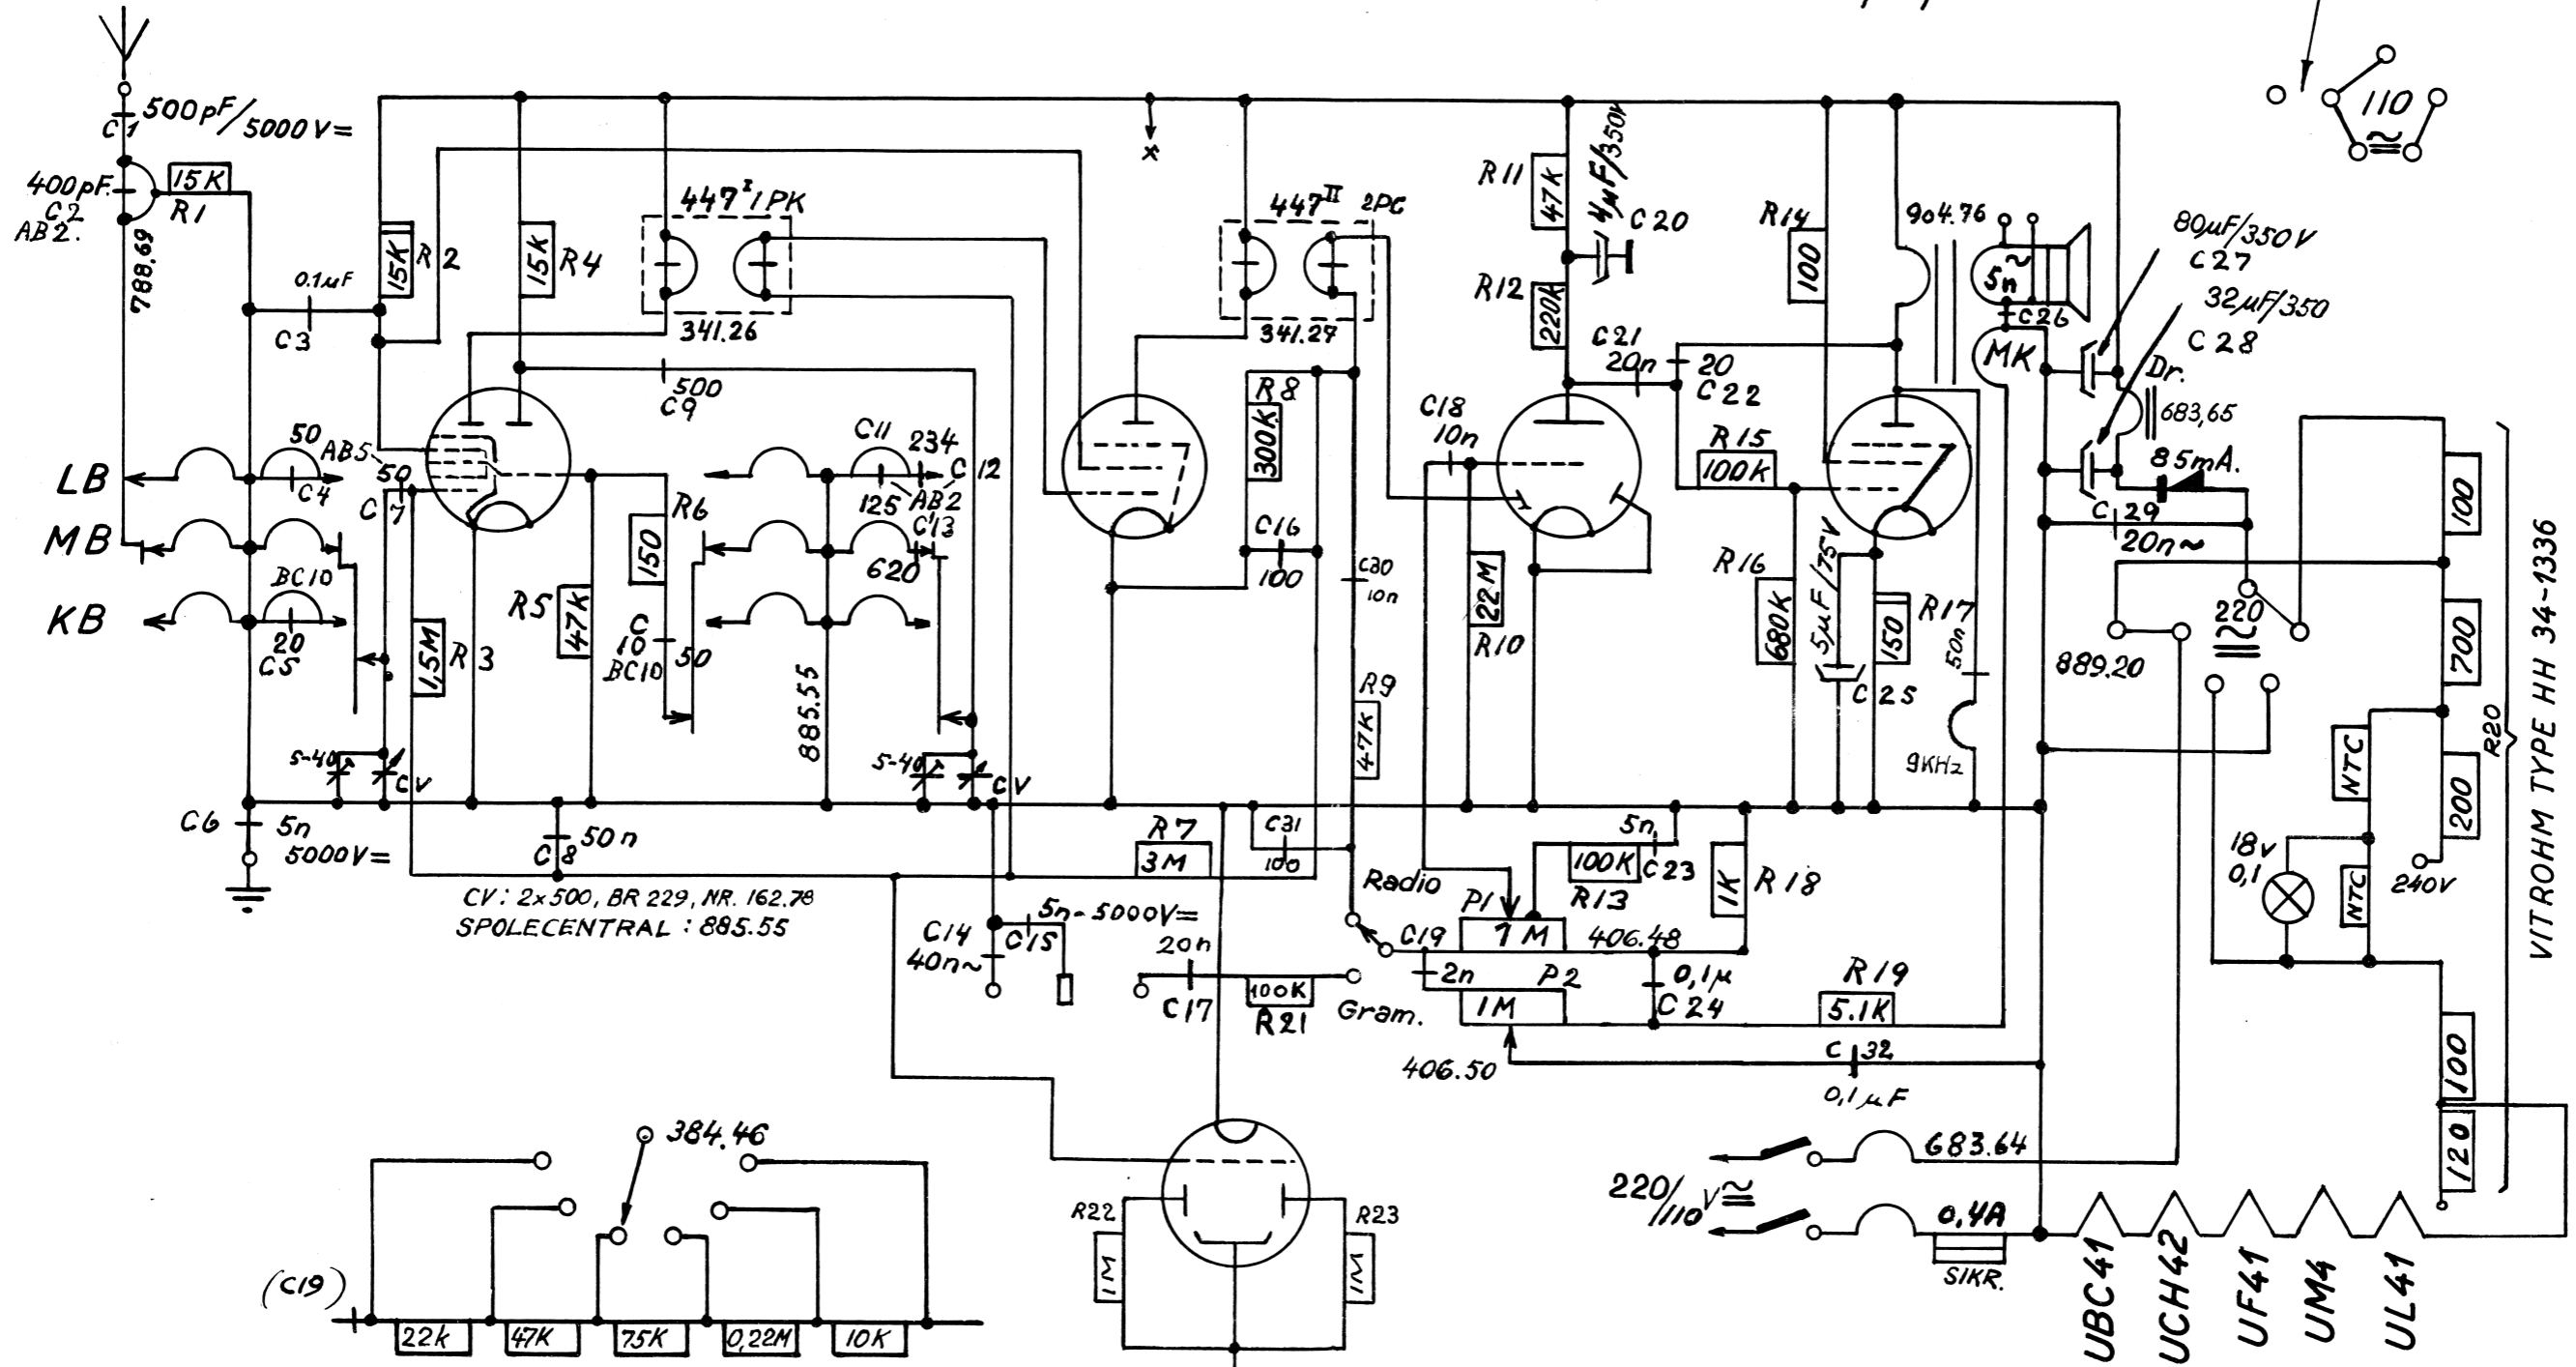 C1
500pF/5000V=
400pF.
C2
AB2.
15K
R1
788.69
0.1µF
C3
15K
R2
15K
R4
447 I 1PK
341.26
500
C9
447 II 2PC
341.27
R11
47K
4µF/350V
C20
R12
220K
C21
20n
20
C22
R14
100
904.76
5n
~
C26
MK
80µF/350V
C27
32µF/350
C28
Dr.
683,65
85mA.
C29
20n~
110
≂
LB
MB
KB
50
C4
AB5
50
C7
BC10
20
C5
1,5M
R3
5-40
CV
R5
47K
R6
150
C
10
50
BC10
C11
234
C12
125
AB2
C13
620
885.55
5-40
CV
R8
300K
C16
100
C30
10n
R9
47K
C18
10n
22M
R10
R15
100K
R16
680K
5µF/75V
C25
R17
150
50n
9KHz
220
≂
889.20
100
700
NTC
200
18v
0,1
NTC
240V
R20
VITROHM TYPE HH 34-1336
100
120
C6
5n
5000V=
C8
50n
CV: 2x500, BR 229, NR. 162.78
SPOLECENTRAL: 885.55
R7
3M
C31
100
C14
40n~
5n-5000V=
C15
20n
C17
100K
R21
Radio
Gram.
P1
1M
406.48
C19
2n
P2
1M
406.50
5n
100K
C23
R13
1K
R18
0,1µ
C24
R19
5.1K
C 32
0,1µF
683.64
220/110 V≂
0,4A
SIKR.
UBC41
UCH42
UF41
UM4
UL41
384.46
(C19)
22k
47K
75K
0,22M
10K
R22
1M
R23
1M